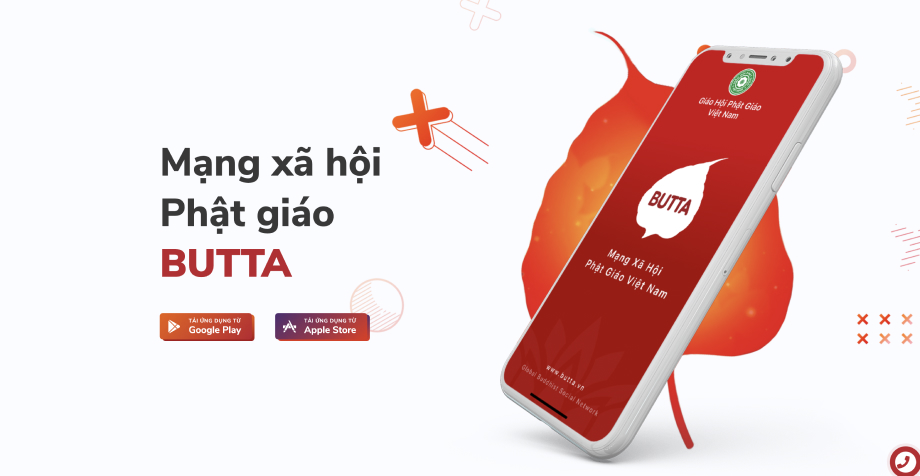 Mạng xã hội
Phật giáo
BUTTA
TẢI ỨNG DỤNG TỪ
Google Play
TẢI ỨNG DỤNG TỪ
Apple Store
Giáo Hội Phật Giáo
Việt Nam
BUTTA
Mạng Xã Hội
Phật Giáo Việt Nam
www.butta.vn
Global Buddhist Social Network